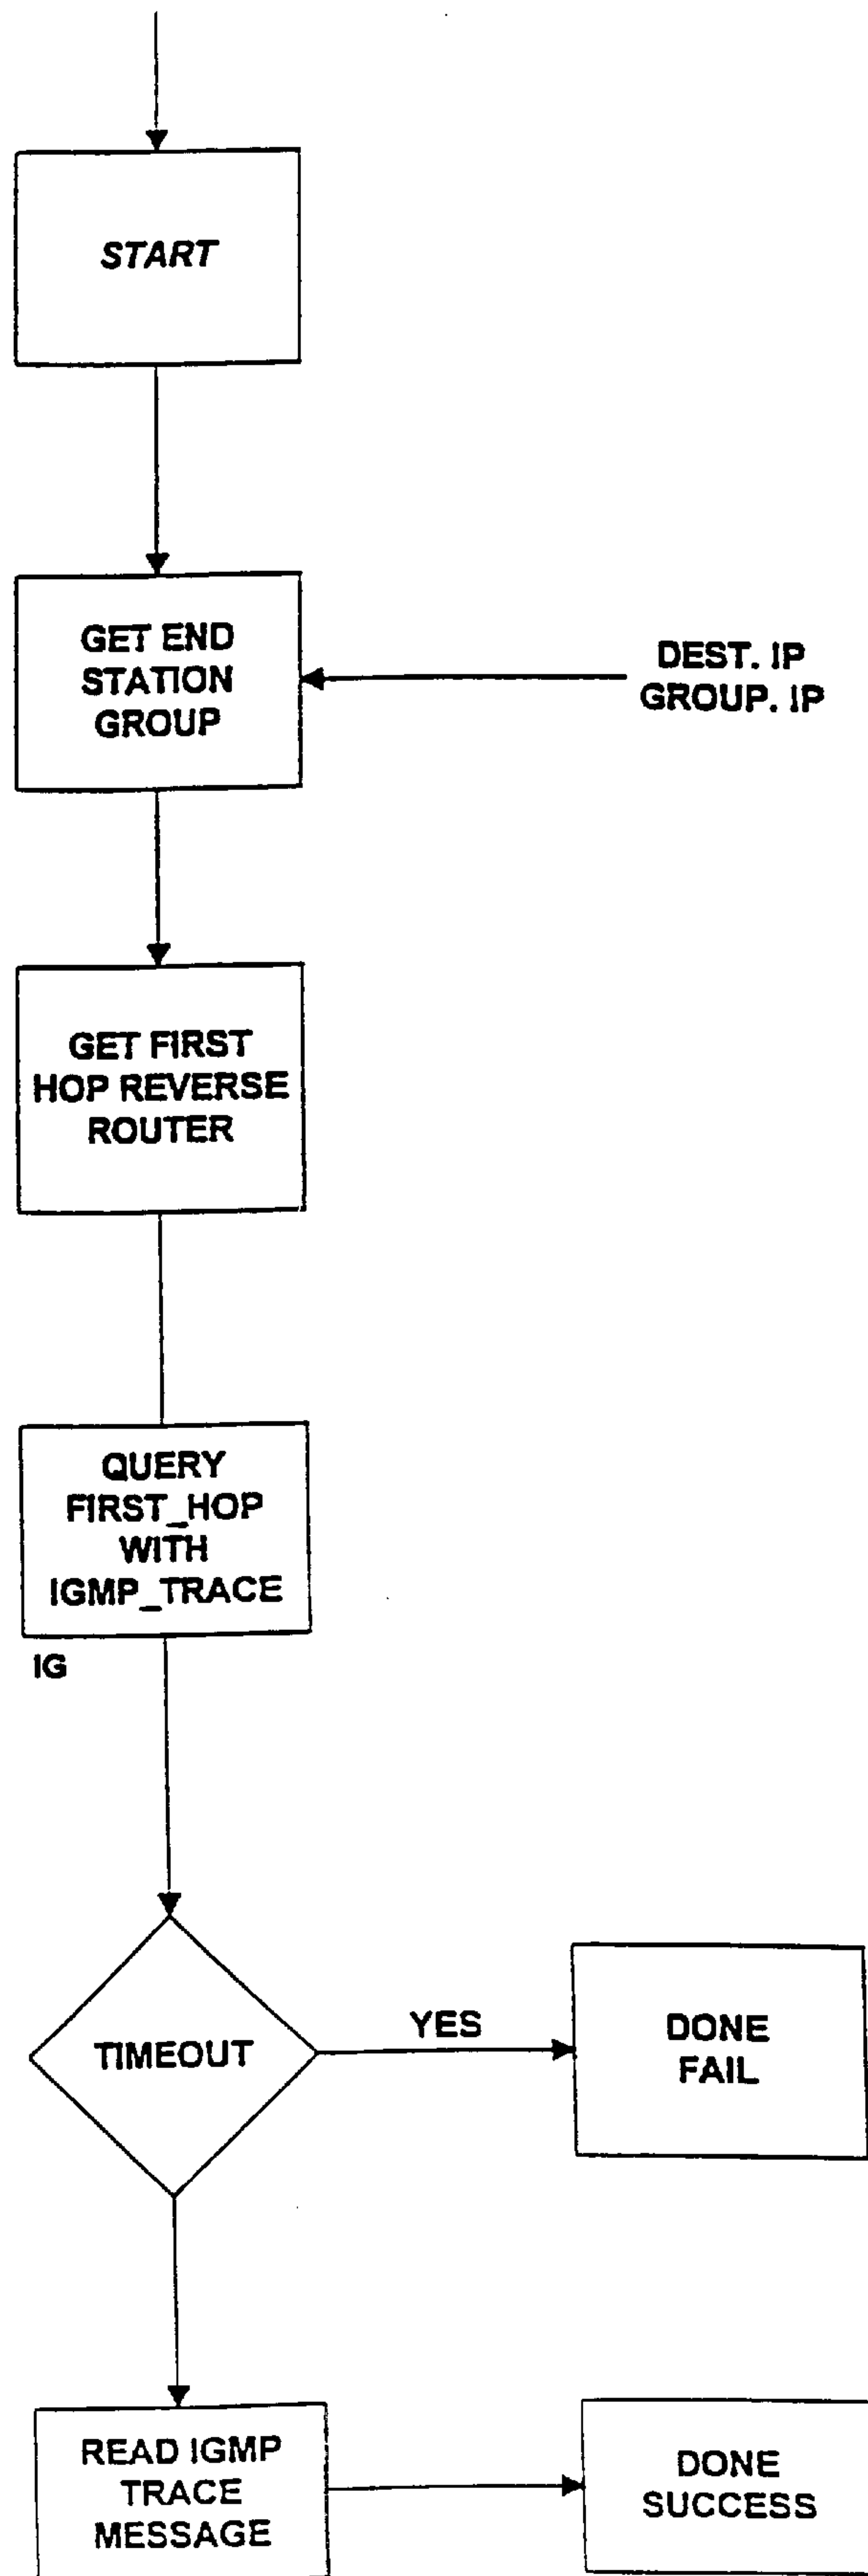 START
GET END
STATION
GROUP
DEST. IP
GROUP. IP
GET FIRST
HOP REVERSE
ROUTER
QUERY
FIRST_HOP
WITH
IGMP_TRACE
IG
TIMEOUT
YES
DONE
FAIL
READ IGMP
TRACE
MESSAGE
DONE
SUCCESS